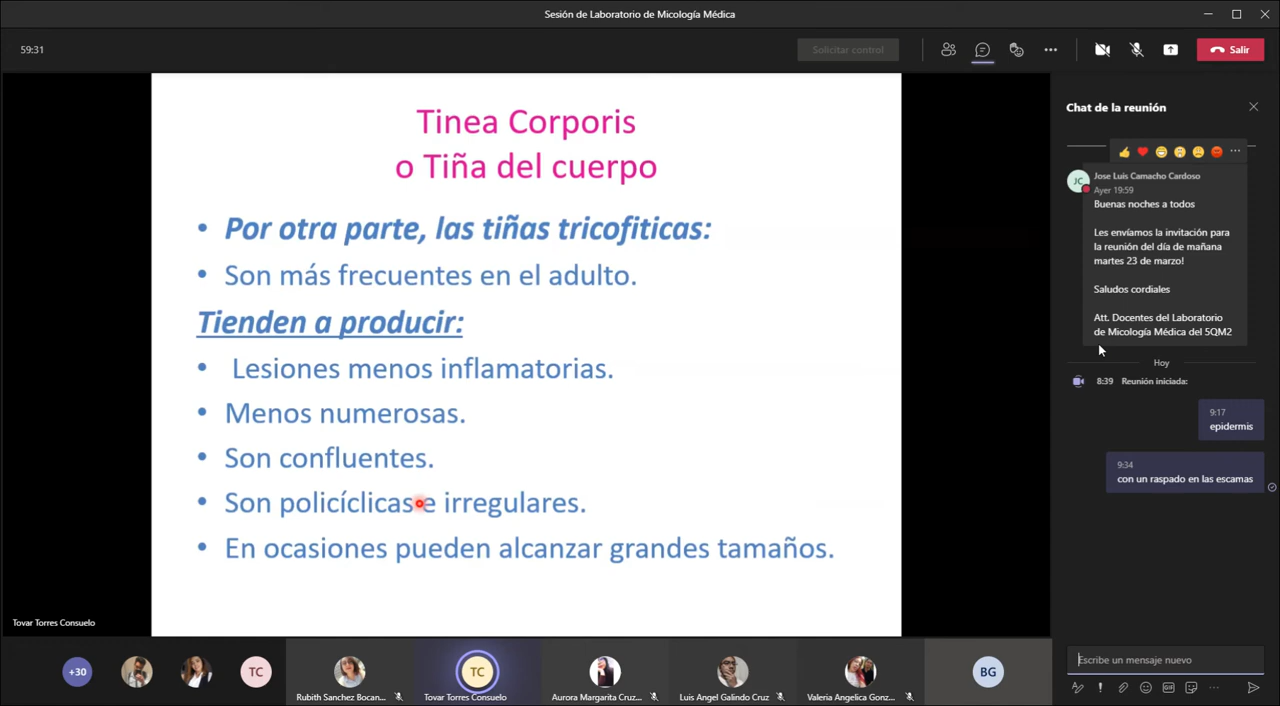 Sesión de Laboratorio de Micología Médica
59:31
Solicitar control
Salir
Tinea Corporis
o Tiña del cuerpo
• Por otra parte, las tiñas tricofiticas:
• Son más frecuentes en el adulto.
Tienden a producir:
• Lesiones menos inflamatorias.
• Menos numerosas.
• Son confluentes.
• Son policíclicas e irregulares.
• En ocasiones pueden alcanzar grandes tamaños.
Tovar Torres Consuelo
Chat de la reunión
JC
Jose Luis Camacho Cardoso
Ayer 19:59
Buenas noches a todos
Les envíamos la invitación para
la reunión del día de mañana
martes 23 de marzo!
Saludos cordiales
Att. Docentes del Laboratorio
de Micología Médica del 5QM2
Hoy
8:39 Reunión iniciada:
9:17
epidermis
9:34
con un raspado en las escamas
Escribe un mensaje nuevo
GIF
+30
TC
Rubith Sanchez Bocan...
TC
Tovar Torres Consuelo
Aurora Margarita Cruz...
Luis Angel Galindo Cruz
Valeria Angelica Gonz...
BG